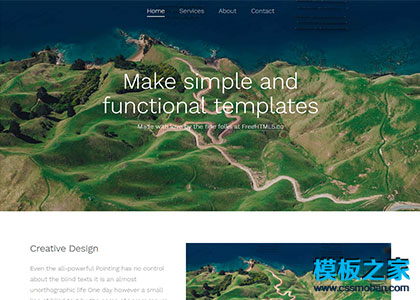 Home Services About Contact
Make simple and
functional templates
Made with love by the fine folks at FreeHTML5.co
Creative Design
Even the all-powerful Pointing has no control
about the blind texts it is an almost
unorthographic life One day however a small
模板之家
www.cssmoban.com